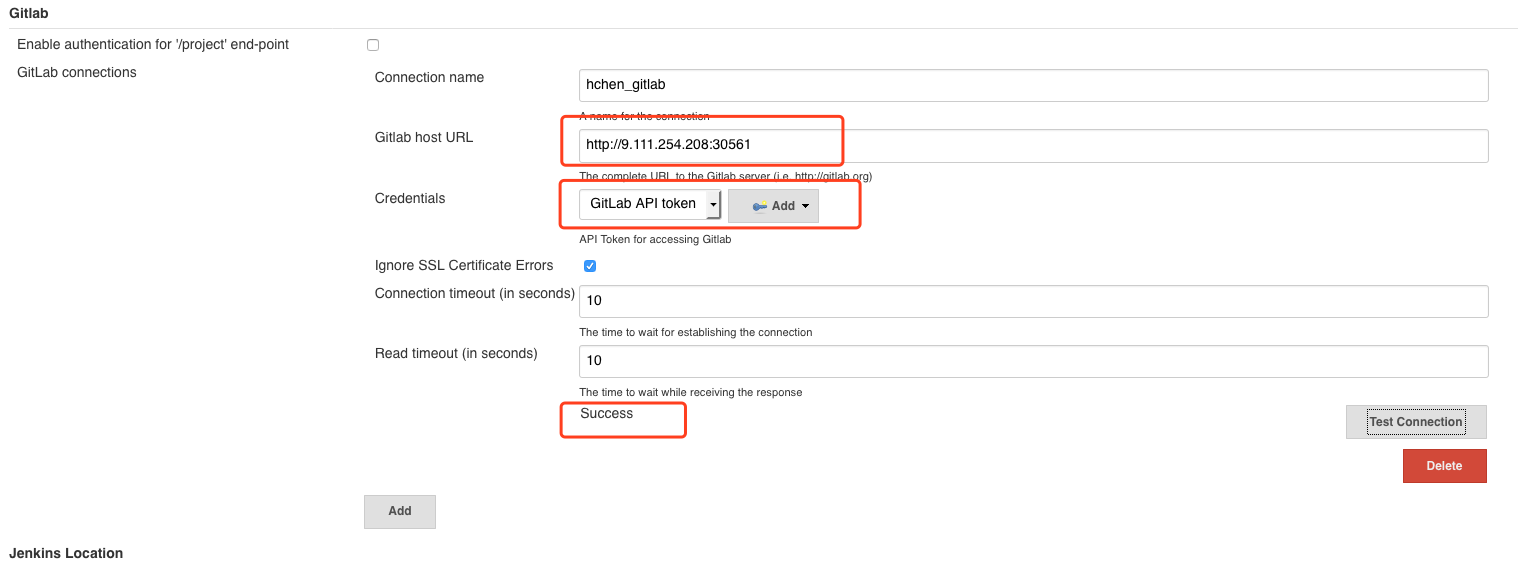 Gitlab
Enable authentication for '/project' end-point
GitLab connections
Connection name
hchen_gitlab
A name for the connection
Gitlab host URL
http://9.111.254.208:30561
The complete URL to the Gitlab server (i.e. http://gitlab.org)
Credentials
GitLab API token
Add
API Token for accessing Gitlab
Ignore SSL Certificate Errors
Connection timeout (in seconds)
10
The time to wait for establishing the connection
Read timeout (in seconds)
10
The time to wait while receiving the response
Success
Test Connection
Delete
Add
Jenkins Location